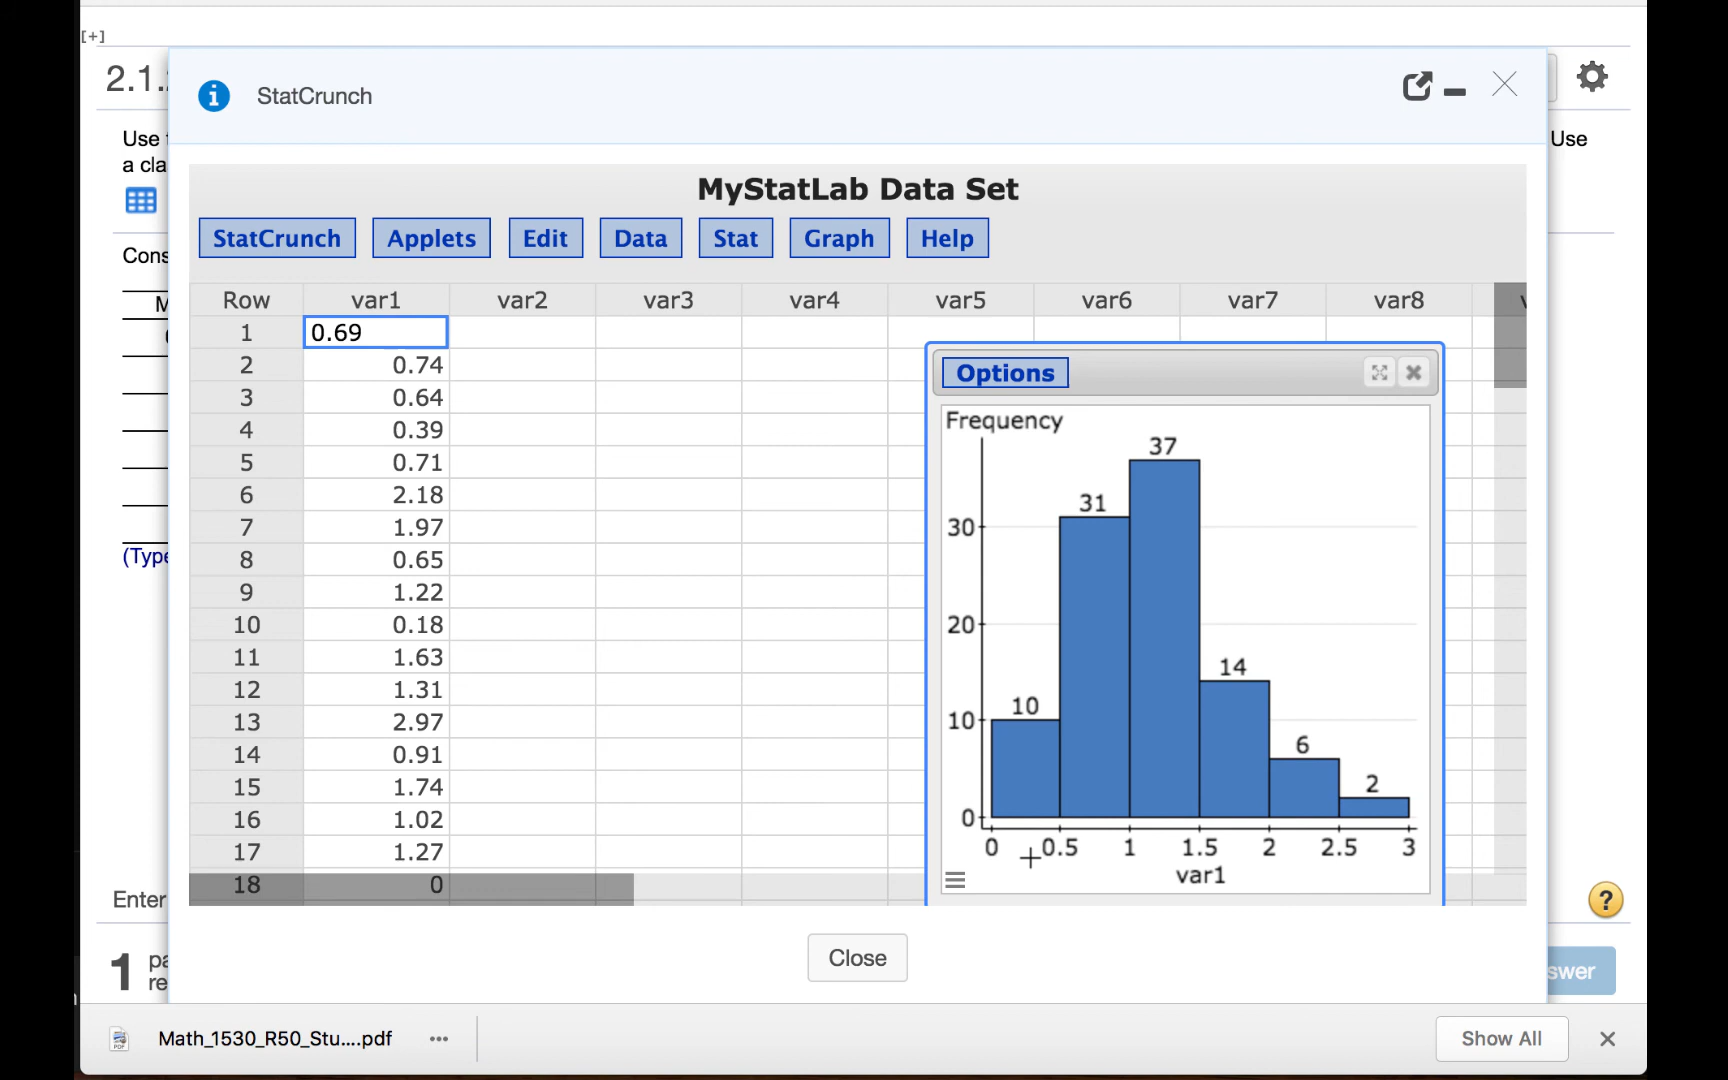 [+]
2.1.
StatCrunch
Use
a cla
Use
MyStatLab Data Set
StatCrunch Applets Edit Data Stat Graph Help
Cons
Row var1 var2 var3 var4 var5 var6 var7 var8
1 0.69
2 0.74
3 0.64
4 0.39
5 0.71
6 2.18
7 1.97
8 0.65
9 1.22
10 0.18
11 1.63
12 1.31
13 2.97
14 0.91
15 1.74
16 1.02
17 1.27
18 0
(Type
Options
Frequency
37
31
30
20
14
10
10
6
2
0
0 0.5 1 1.5 2 2.5 3
var1
Enter
?
1 pa
re
Close
swer
Math_1530_R50_Stu....pdf
Show All